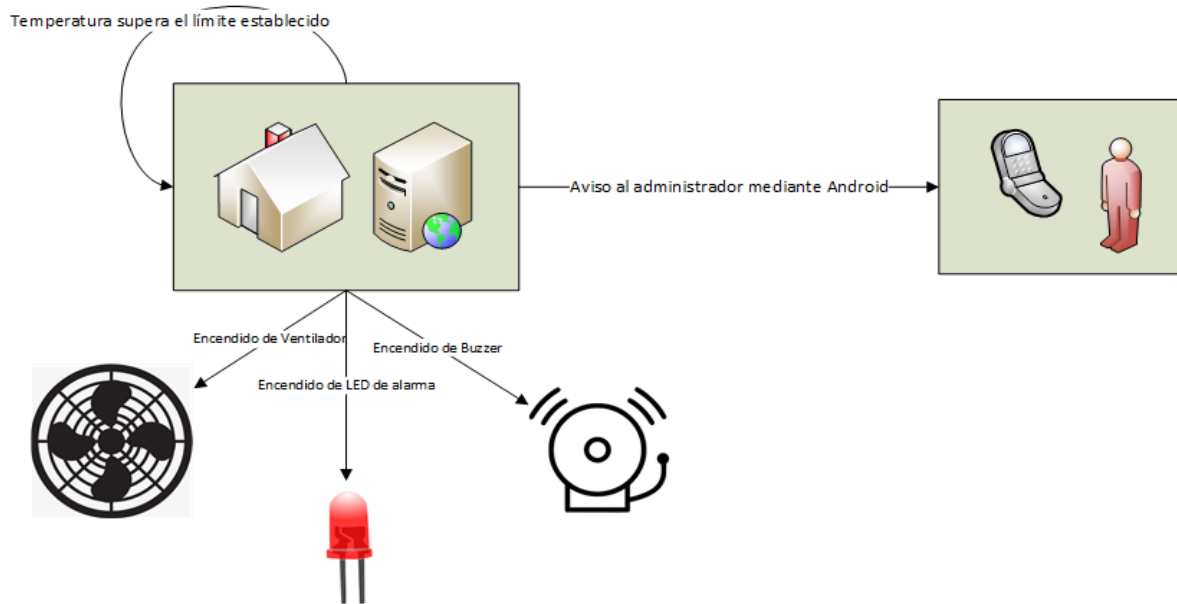 Temperatura supera el límite establecido
Aviso al administrador mediante Android
Encendido de Ventilador
Encendido de Buzzer
Encendido de LED de alarma